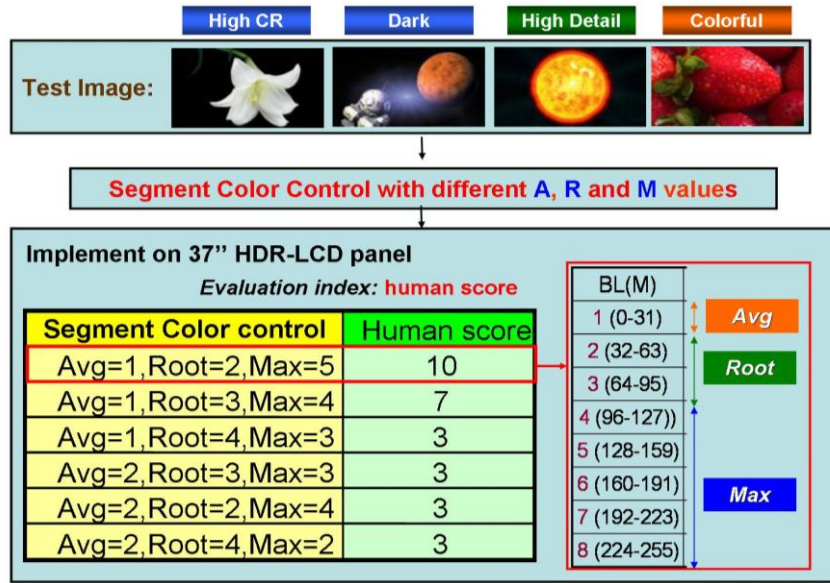 High CR Dark High Detail Colorful
Test Image:
Segment Color Control with different A, R and M values
Implement on 37’’ HDR-LCD panel
Evaluation index: human score
Segment Color control Human score
Avg=1,Root=2,Max=5 10
Avg=1,Root=3,Max=4 7
Avg=1,Root=4,Max=3 3
Avg=2,Root=3,Max=3 3
Avg=2,Root=2,Max=4 3
Avg=2,Root=4,Max=2 3
BL(M)
1 (0-31) Avg
2 (32-63)
Root
3 (64-95)
4 (96-127))
5 (128-159)
6 (160-191)
Max
7 (192-223)
8 (224-255)